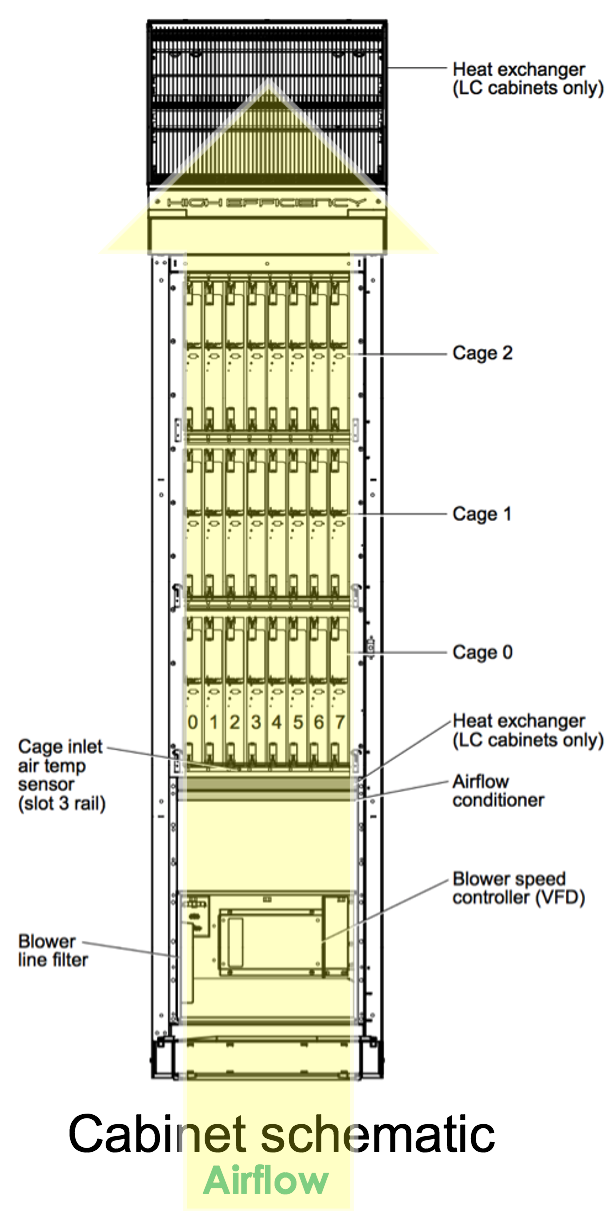 Heat exchanger
(LC cabinets only)
HIGH EFFICIENCY
Cage 2
Cage 1
Cage 0
0 1 2 3 4 5 6 7
Heat exchanger
(LC cabinets only)
Cage inlet
air temp
sensor
(slot 3 rail)
Airflow
conditioner
Blower speed
controller (VFD)
Blower
line filter
Cabinet schematic
Airflow